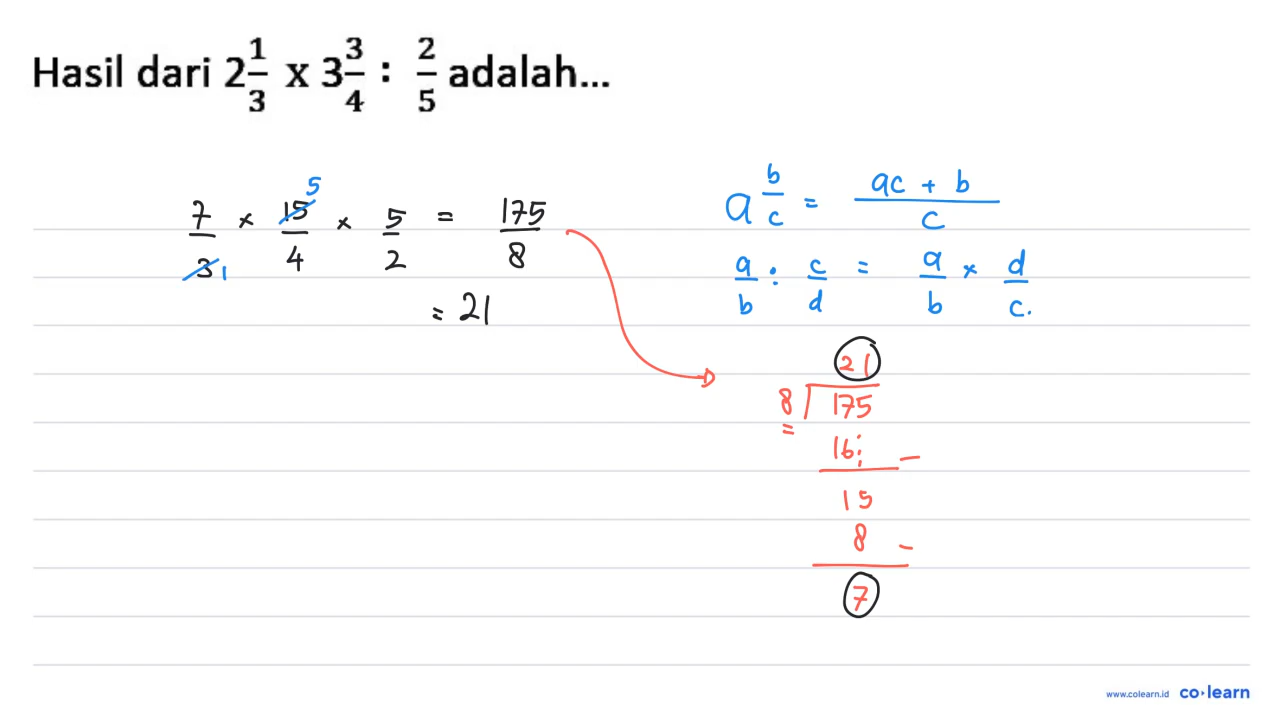 Hasil dari 2 1/3 x 3 3/4 : 2/5 adalah...
7/3 1 × 15 5/4 × 5/2 = 175/8
= 21
a b/c = ac + b/c
a/b : c/d = a/b × d/c.
21
8 175
=
16 -
15
8 -
7
www.colearn.id co·learn